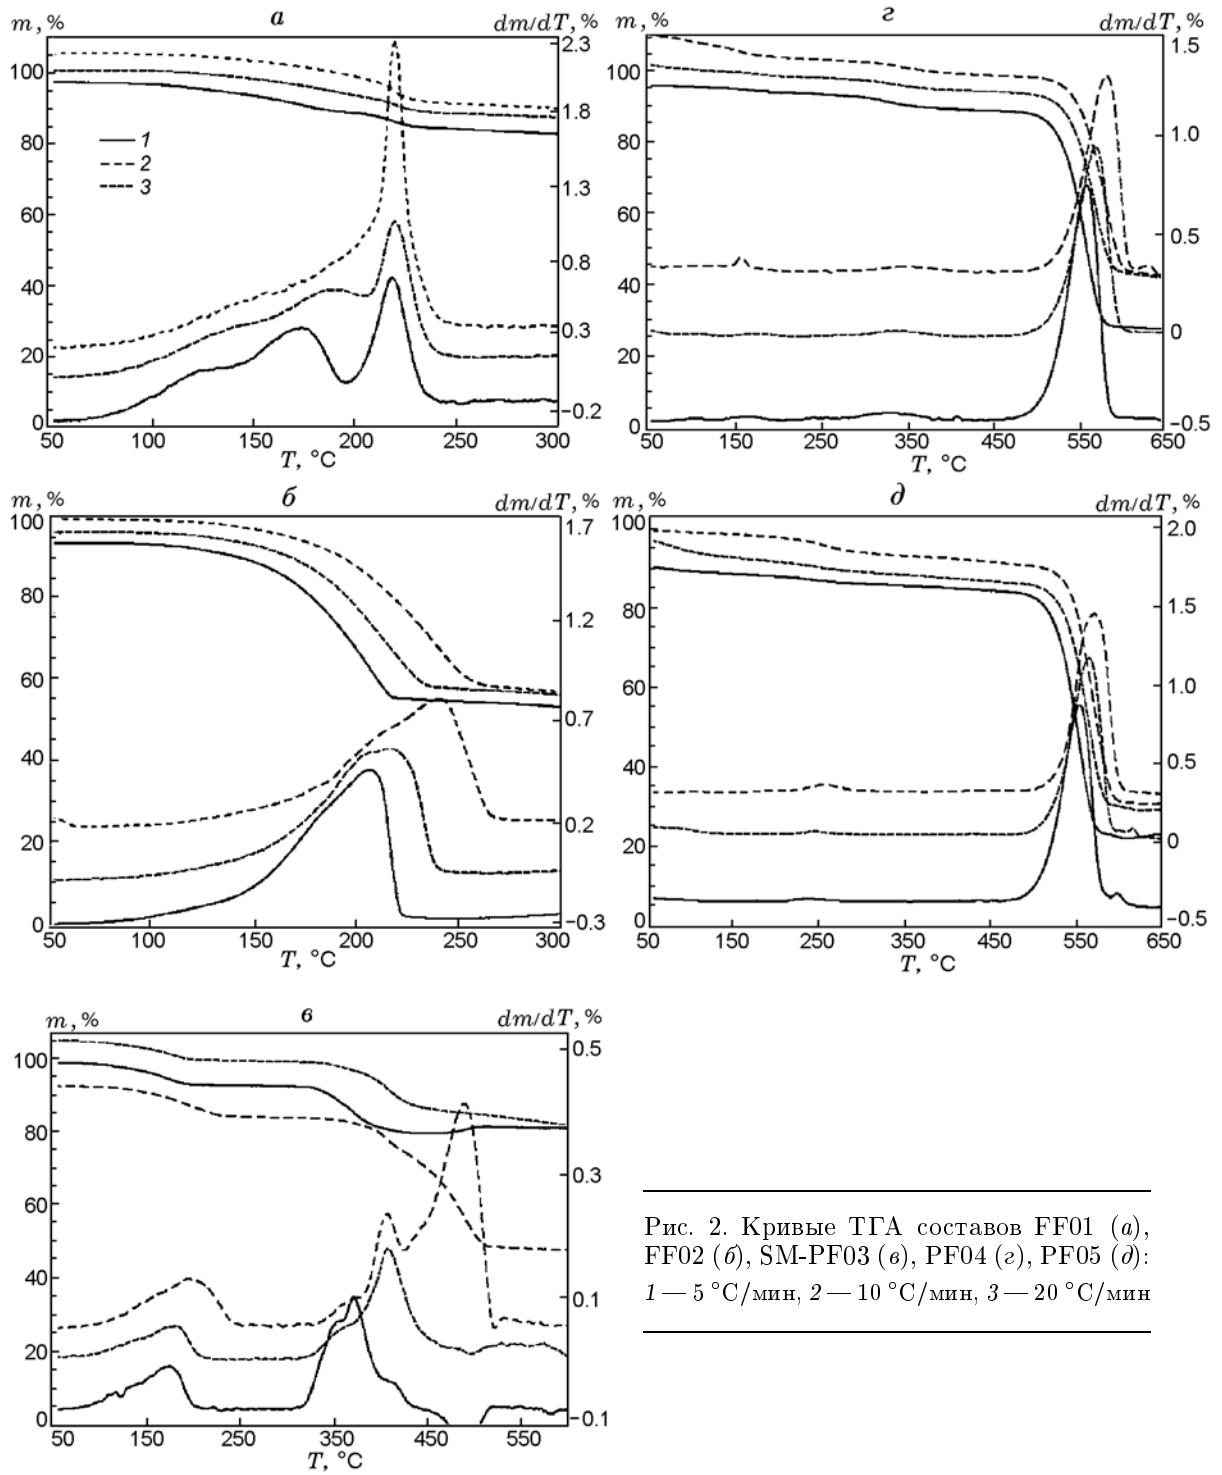 а
m, %
dm/dT, %
100
80
60
40
20
0
2.3
1.8
1.3
0.8
0.3
−0.2
1
2
3
50 100 150 200 250 300
T, °C
г
m, %
dm/dT, %
100
80
60
40
20
0
1.5
1.0
0.5
0
−0.5
50 150 250 350 450 550 650
T, °C
б
m, %
dm/dT, %
100
80
60
40
20
0
1.7
1.2
0.7
0.2
−0.3
50 100 150 200 250 300
T, °C
д
m, %
dm/dT, %
100
80
60
40
20
0
2.0
1.5
1.0
0.5
0
−0.5
50 150 250 350 450 550 650
T, °C
в
m, %
dm/dT, %
100
80
60
40
20
0
0.5
0.3
0.1
−0.1
50 150 250 350 450 550
T, °C
Рис. 2. Кривые ТГА составов FF01 (а),
FF02 (б), SM-PF03 (в), PF04 (г), PF05 (д):
1 — 5 °C/мин, 2 — 10 °C/мин, 3 — 20 °C/мин